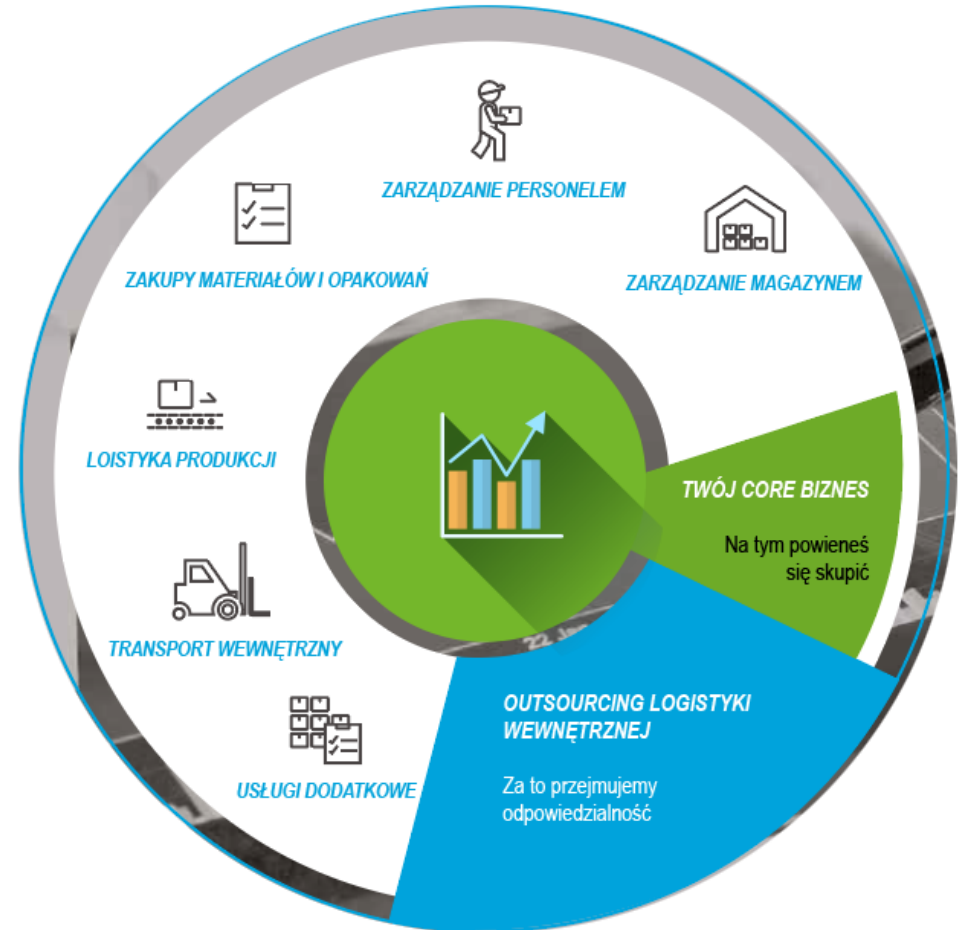 ZARZĄDZANIE PERSONELEM
ZAKUPY MATERIAŁÓW I OPAKOWAŃ
ZARZĄDZANIE MAGAZYNEM
LOISTYKA PRODUKCJI
TWÓJ CORE BIZNES
Na tym powieneś
się skupić
TRANSPORT WEWNĘTRZNY
OUTSOURCING LOGISTYKI
WEWNĘTRZNEJ
Za to przejmujemy
odpowiedzialność
USŁUGI DODATKOWE